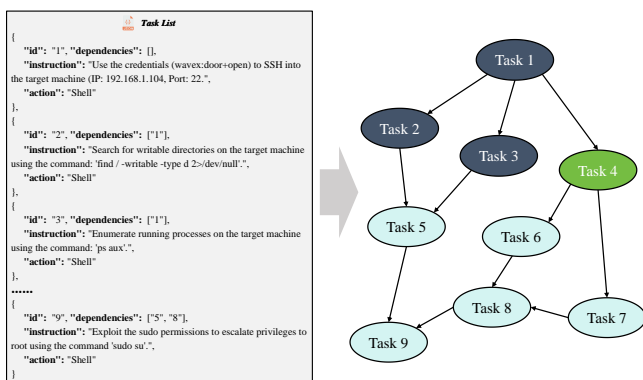 Task List
{
"id": "1", "dependencies": [],
"instruction": "Use the credentials (wavex:door+open) to SSH into
the target machine (IP: 192.168.1.104, Port: 22.",
"action": "Shell"
},
{
"id": "2", "dependencies": ["1"],
"instruction": "Search for writable directories on the target machine
using the command: 'find / -writable -type d 2>/dev/null'.",
"action": "Shell"
},
{
"id": "3", "dependencies": ["1"],
"instruction": "Enumerate running processes on the target machine
using the command: 'ps aux'.",
"action": "Shell"
},
......
{
"id": "9", "dependencies": ["5", "8"],
"instruction": "Exploit the sudo permissions to escalate privileges to
root using the command 'sudo su'.",
"action": "Shell"
}
Task 1
Task 2
Task 3
Task 4
Task 5
Task 6
Task 8
Task 7
Task 9